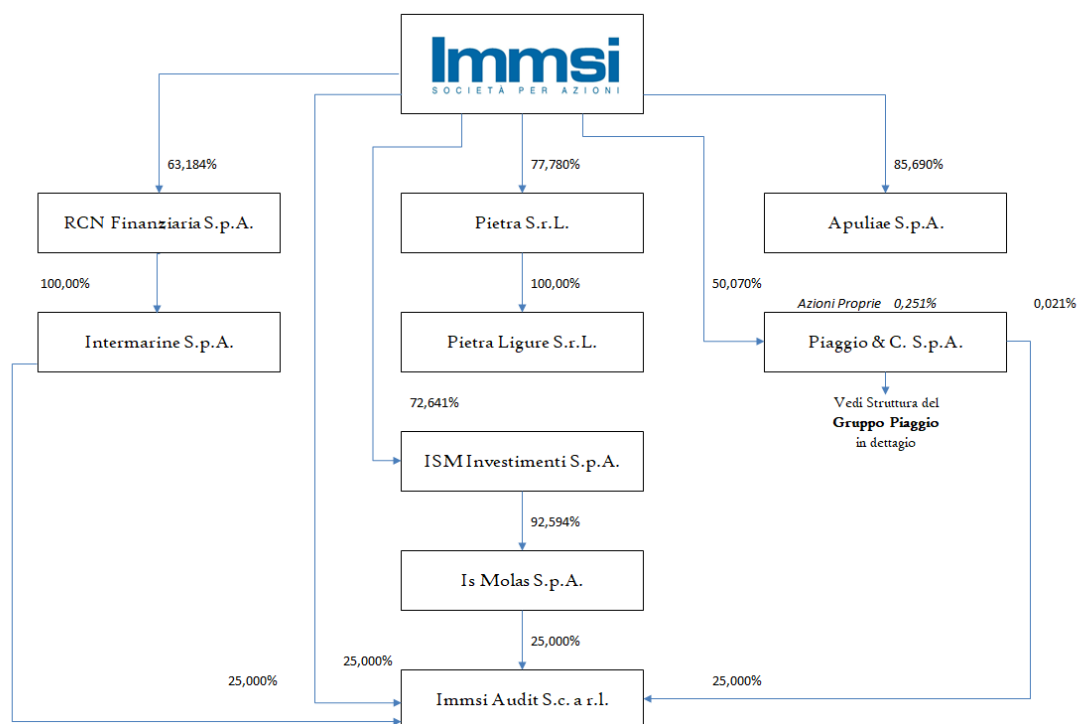 Immsi
SOCIETÀ PER AZIONI
63,184%
77,780%
85,690%
RCN Finanziaria S.p.A.
Pietra S.r.L.
Apuliae S.p.A.
100,00%
100,00%
50,070%
Azioni Proprie 0,251%
0,021%
Intermarine S.p.A.
Pietra Ligure S.r.L.
Piaggio & C. S.p.A.
Vedi Struttura del
Gruppo Piaggio
in dettagio
72,641%
ISM Investimenti S.p.A.
92,594%
Is Molas S.p.A.
25,000%
25,000%
25,000%
25,000%
Immsi Audit S.c. a r.l.